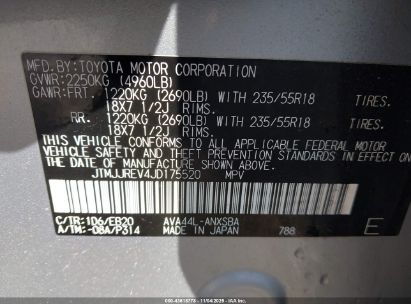 MFD.BY:TOYOTA MOTOR CORPORATION
GVWR:2250KG (4960LB)
GAWR:FRT. 1220KG (2690LB) WITH 235/55R18 TIRES.
18X7 1/2J RIMS.
RR. 1220KG (2690LB) WITH 235/55R18 TIRES.
18X7 1/2J RIMS.
THIS VEHICLE CONFORMS TO ALL APPLICABLE FEDERAL MOTOR
VEHICLE SAFETY STANDARDS IN EFFECT ON THE DATE OF
MANUFACTURE SHOWN ABOVE.
JTMJJREV4JD175520 MPV
C/TR:1D6/EB20 AVA44L-ANXSBA
A/TM:-08A/P314 MADE IN JAPAN 788 E